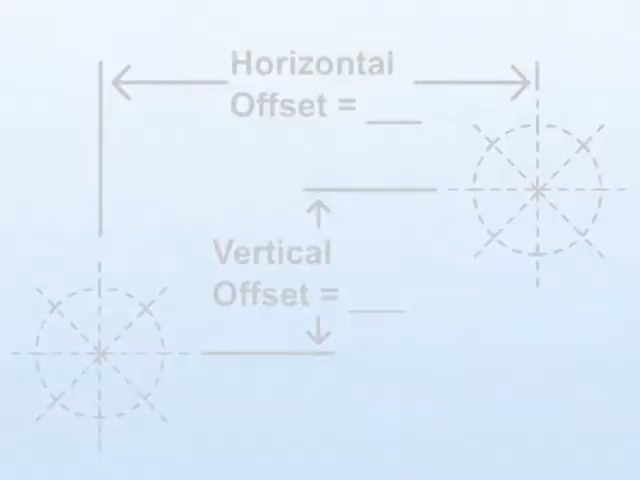 Horizontal
Offset = ___
Vertical
Offset = ___